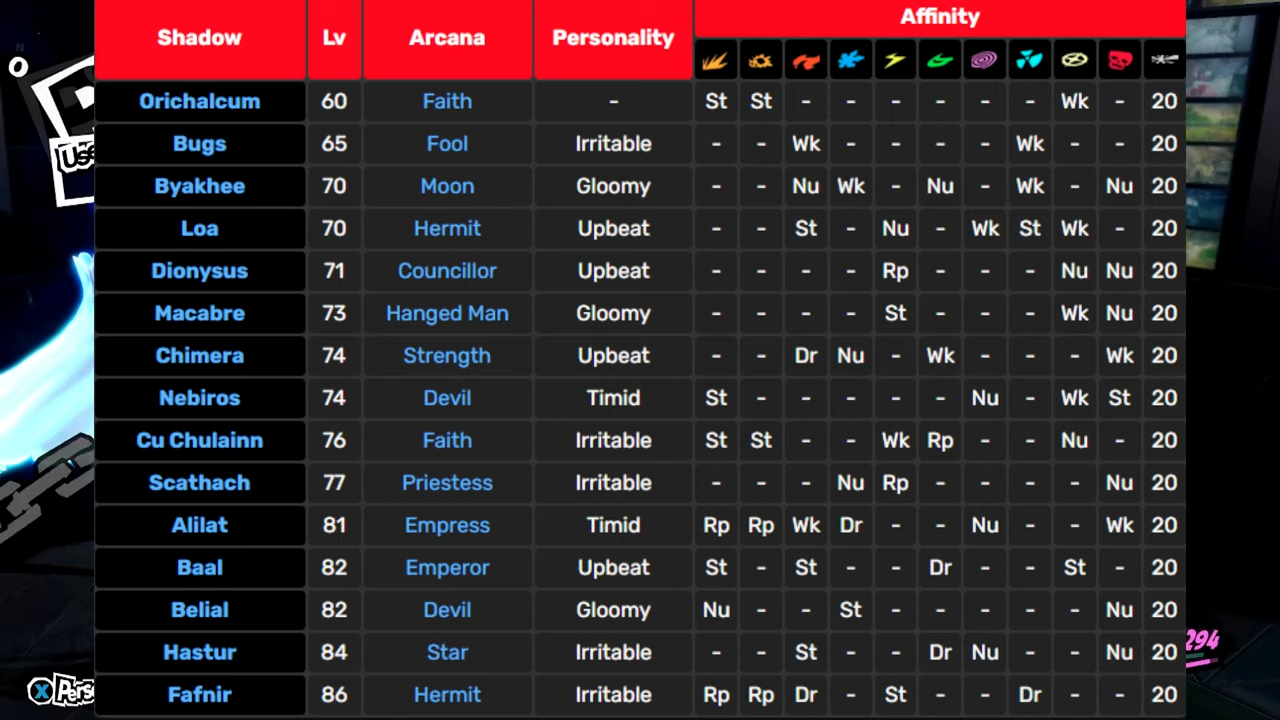 Affinity
Shadow Lv Arcana Personality
Orichalcum 60 Faith - St St - - - - - - Wk - 20
Bugs 65 Fool Irritable - - Wk - - - - Wk - - 20
Byakhee 70 Moon Gloomy - - Nu Wk - Nu - Wk - Nu 20
Loa 70 Hermit Upbeat - - St - Nu - Wk St Wk - 20
Dionysus 71 Councillor Upbeat - - - - Rp - - - Nu Nu 20
Macabre 73 Hanged Man Gloomy - - - - St - - - Wk Nu 20
Chimera 74 Strength Upbeat - - Dr Nu - Wk - - - Wk 20
Nebiros 74 Devil Timid St - - - - - Nu - Wk St 20
Cu Chulainn 76 Faith Irritable St St - - Wk Rp - - Nu - 20
Scathach 77 Priestess Irritable - - - Nu Rp - - - - Nu 20
Alilat 81 Empress Timid Rp Rp Wk Dr - - Nu - - Wk 20
Baal 82 Emperor Upbeat St - St - - Dr - - St - 20
Belial 82 Devil Gloomy Nu - - St - - - - - Nu 20
Hastur 84 Star Irritable - - St - - Dr Nu - - Nu 20
Fafnir 86 Hermit Irritable Rp Rp Dr - St - - Dr - - 20
N
O
USE
294
X Perso